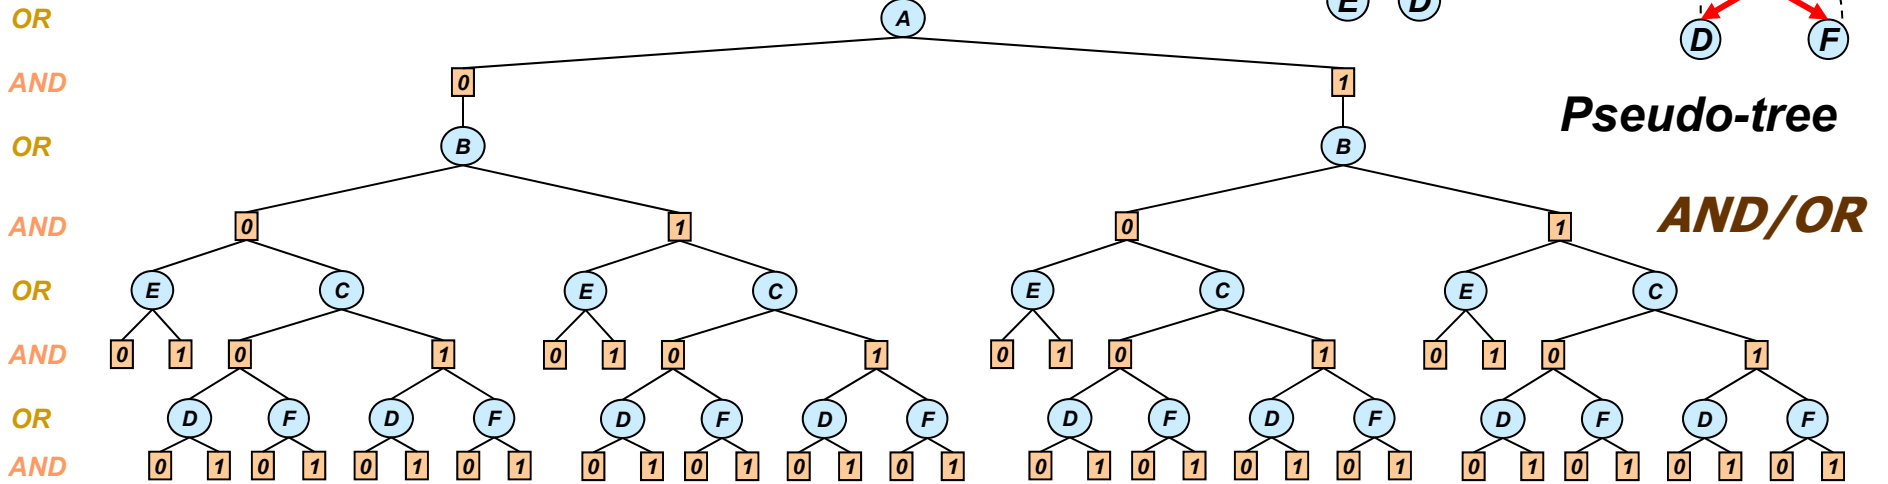 OR A E D
D F
AND 0 1
Pseudo-tree
OR B B
AND 0 1 0 1 AND/OR
OR E C E C E C E C
AND 0 1 0 1 0 1 0 1 0 1 0 1 0 1 0 1
OR D F D F D F D F D F D F D F D F
AND 0 1 0 1 0 1 0 1 0 1 0 1 0 1 0 1 0 1 0 1 0 1 0 1 0 1 0 1 0 1 0 1